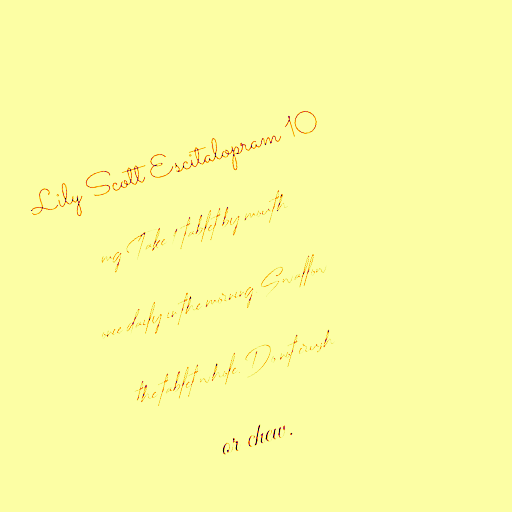 Lily Scott Escitalopram 10
mg. Take 1 tablet by mouth
once daily in the morning. Swallow
the tablet whole. Do not crush
or chew.